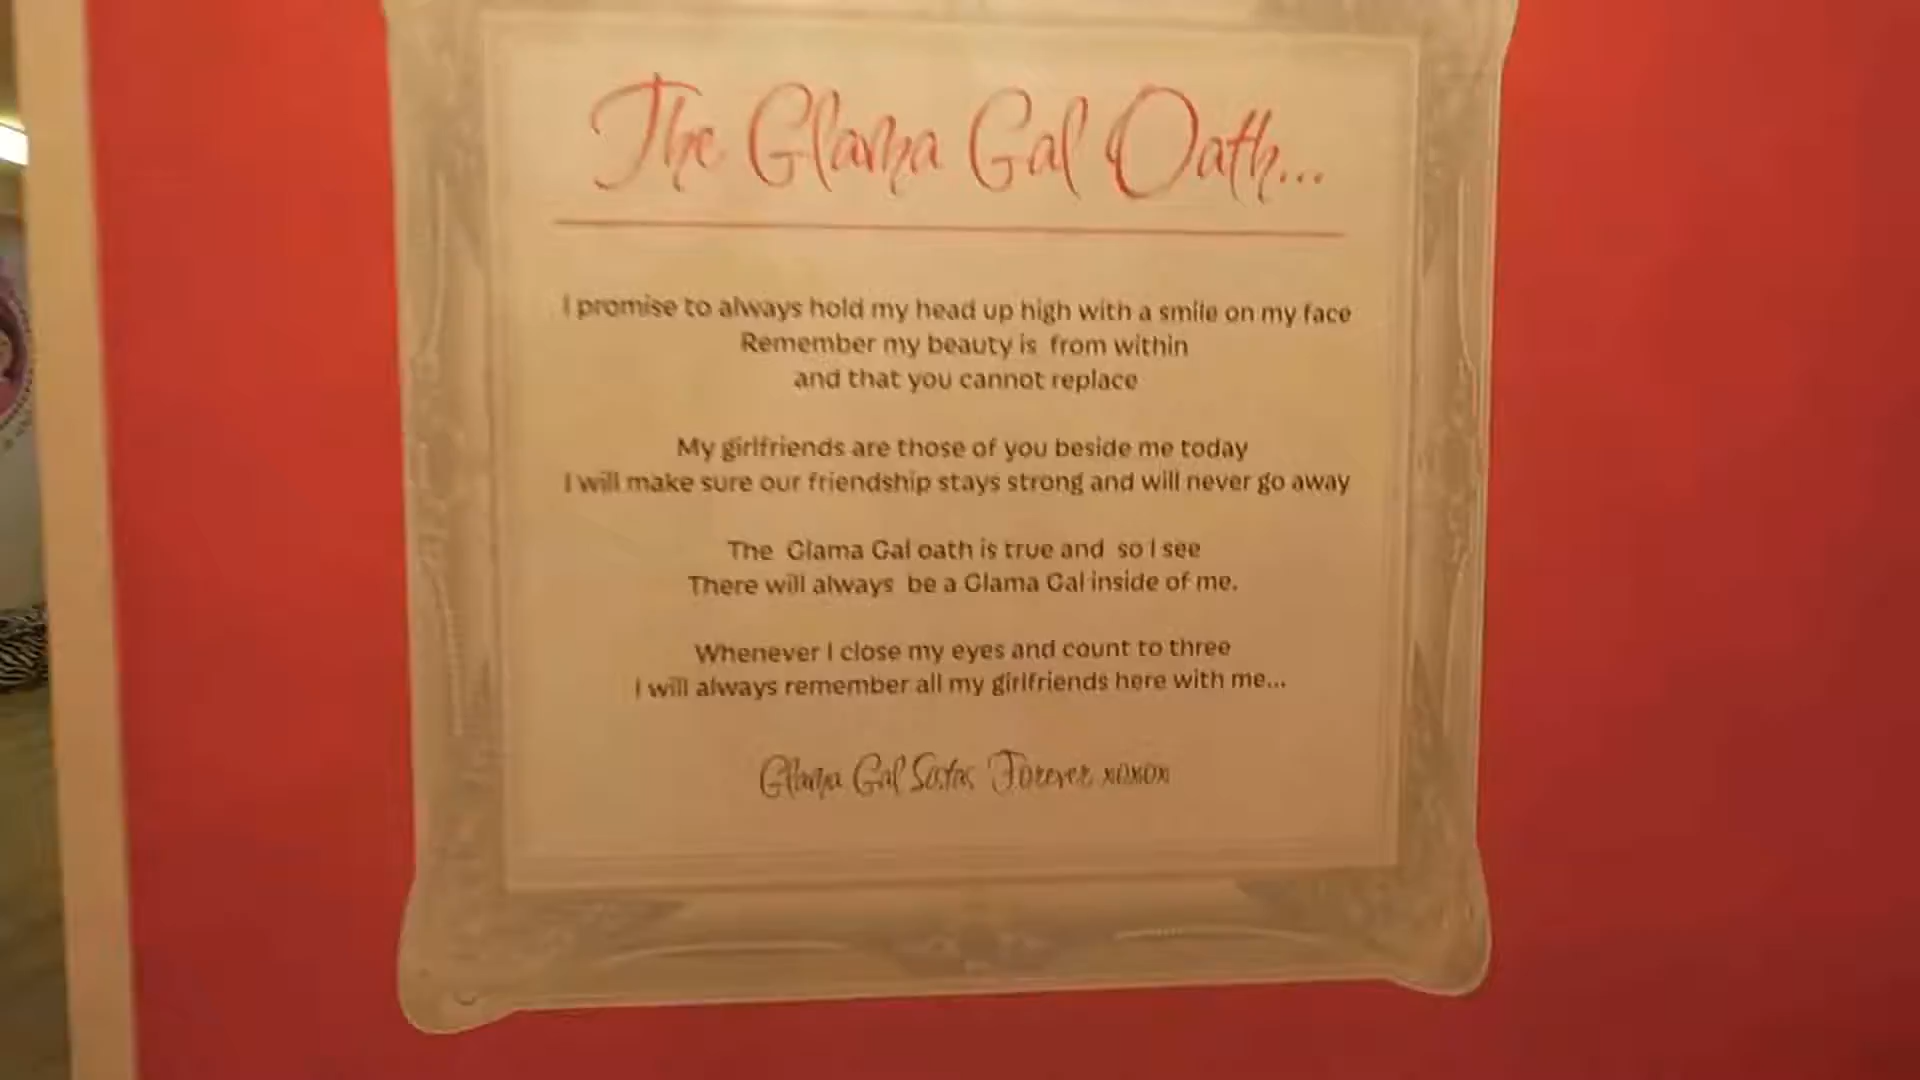 The Glama Gal Oath...
I promise to always hold my head up high with a smile on my face
Remember my beauty is from within
and that you cannot replace
My girlfriends are those of you beside me today
I will make sure our friendship stays strong and will never go away
The Glama Gal oath is true and so I see
There will always be a Glama Gal inside of me.
Whenever I close my eyes and count to three
I will always remember all my girlfriends here with me...
Glama Gal Sistas Forever xoxox